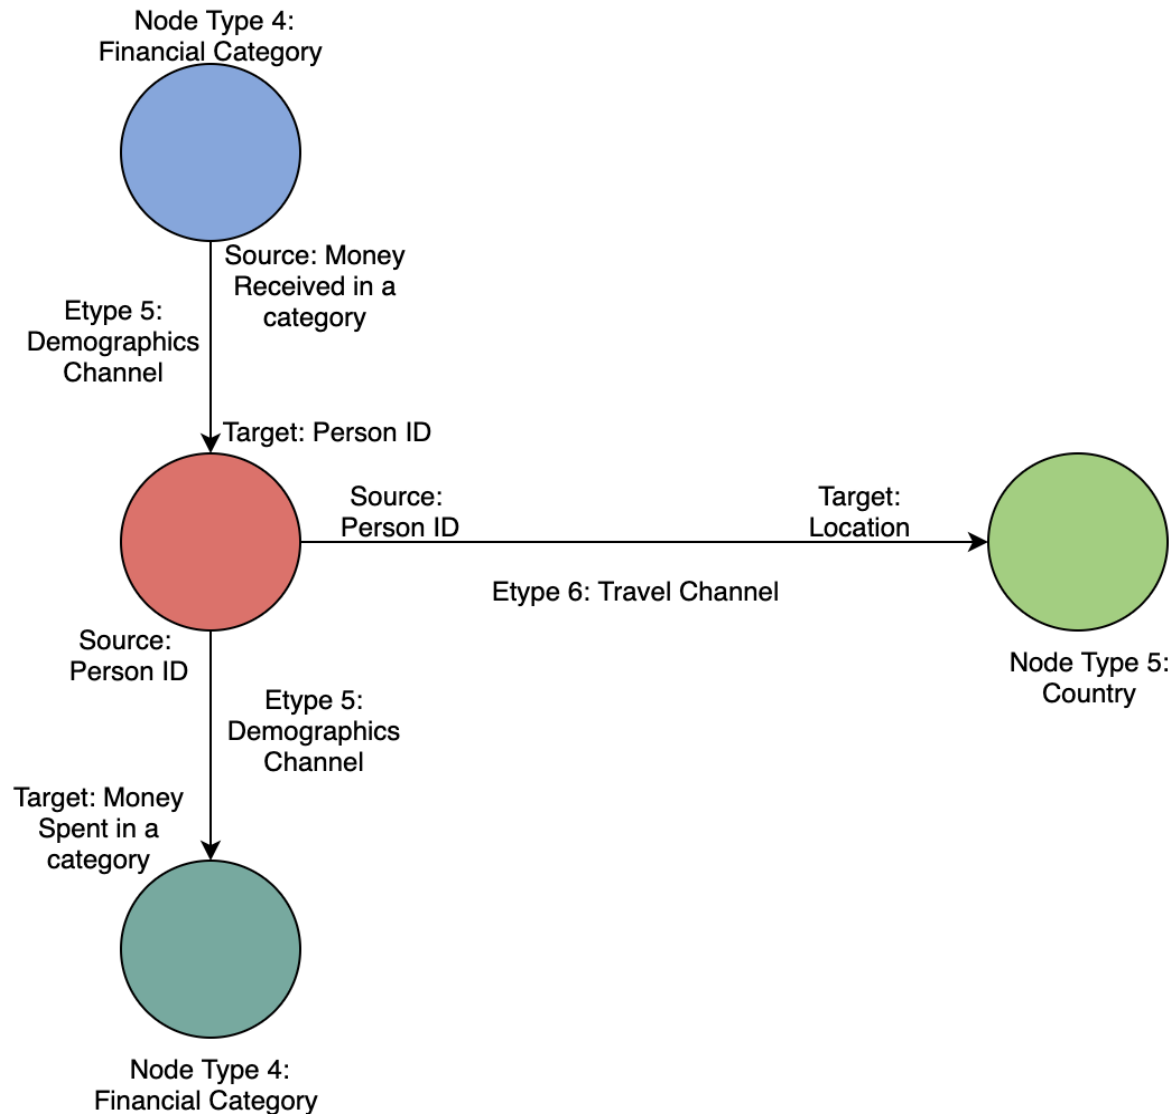 Node Type 4:
Financial Category
Source: Money
Received in a
category
Etype 5:
Demographics
Channel
Target: Person ID
Source:
Person ID
Target:
Location
Etype 6: Travel Channel
Source:
Person ID
Node Type 5:
Country
Etype 5:
Demographics
Channel
Target: Money
Spent in a
category
Node Type 4:
Financial Category